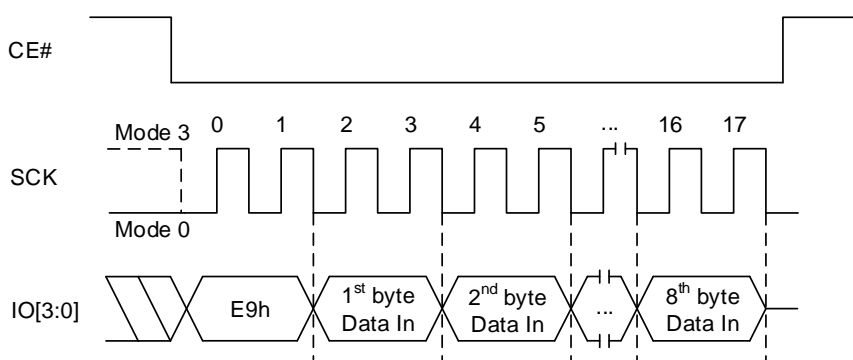 CE#
Mode 3 0 1 2 3 4 5 ... 16 17
SCK
Mode 0
IO[3:0] E9h 1st byte Data In 2nd byte Data In ... 8th byte Data In